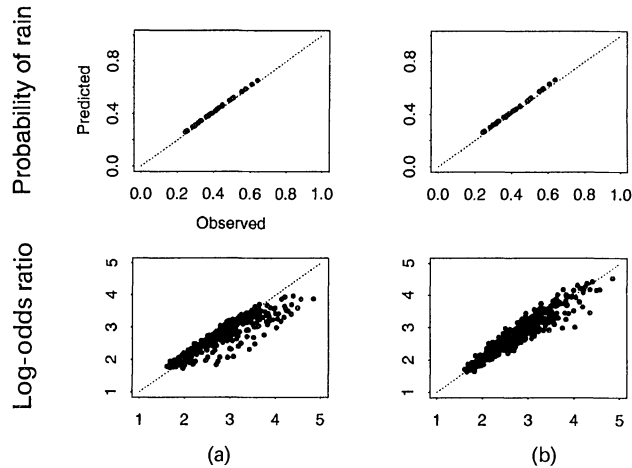 Probability of rain
Predicted
0.0 0.4 0.8
0.0 0.2 0.4 0.6 0.8 1.0
Observed
0.0 0.4 0.8
0.0 0.2 0.4 0.6 0.8 1.0
Log-odds ratio
1 2 3 4 5
1 2 3 4 5
(a)
1 2 3 4 5
1 2 3 4 5
(b)